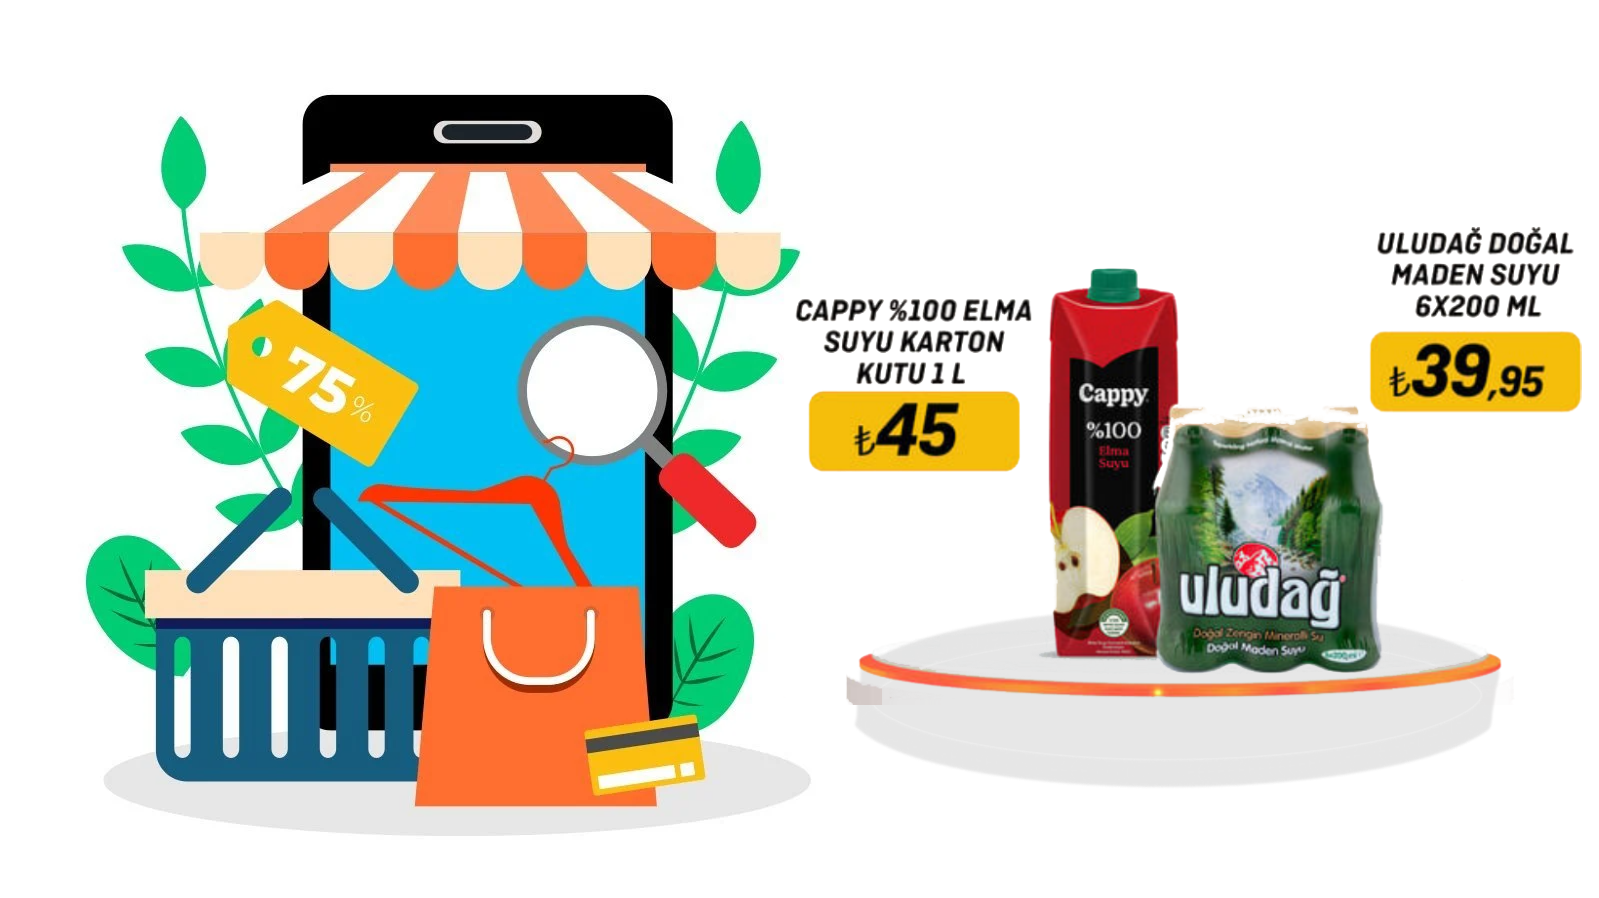 75%
CAPPY %100 ELMA
SUYU KARTON
KUTU 1 L
₺45
ULUDAĞ DOĞAL
MADEN SUYU
6X200 ML
₺39,95
Cappy
%100
Elma
Suyu
uludağ
Doğal Zengin Mineralli Su
Doğal Maden Suyu